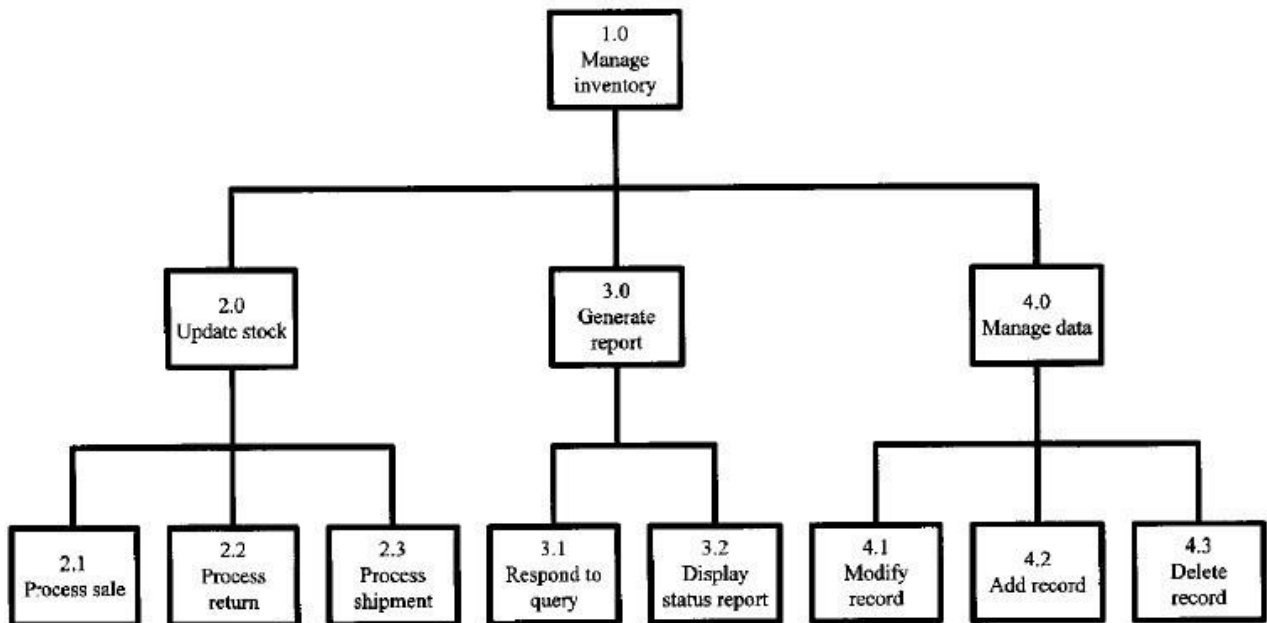 1.0
Manage
inventory
2.0
Update stock
3.0
Generate
report
4.0
Manage data
2.1
Process sale
2.2
Process
return
2.3
Process
shipment
3.1
Respond to
query
3.2
Display
status report
4.1
Modify
record
4.2
Add record
4.3
Delete
record